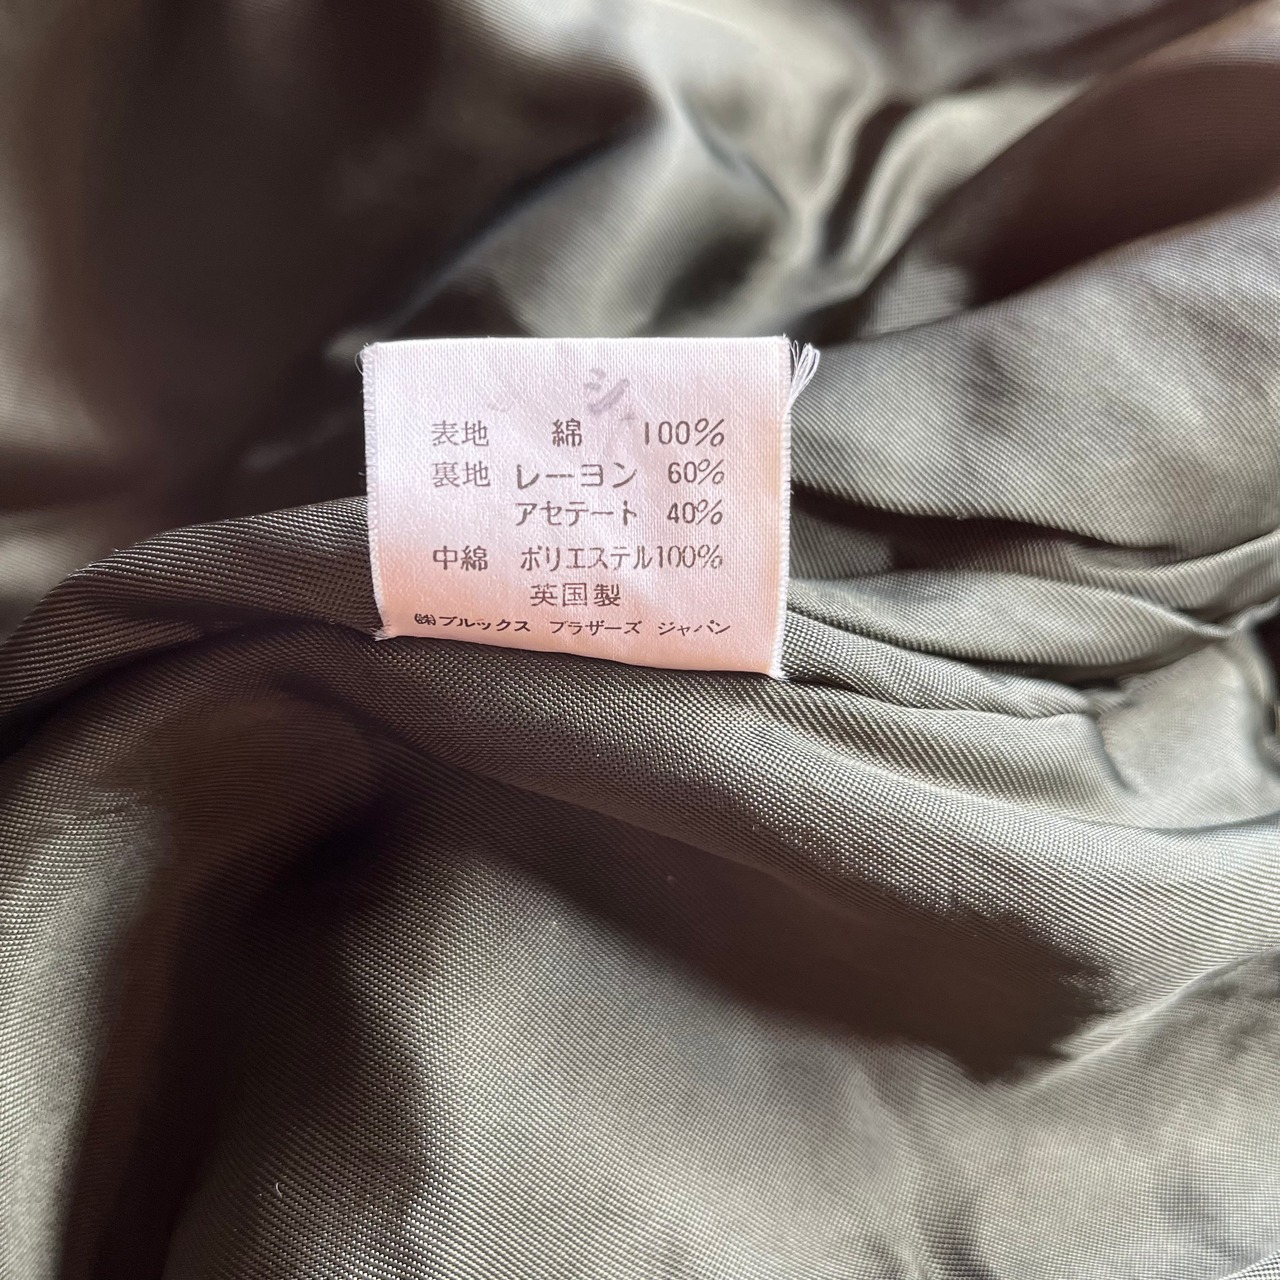 シ
表地 綿 100%
裏地 レーヨン 60%
アセテート 40%
中綿 ポリエステル100%
英国製
㈱ブルックス ブラザーズ ジャパン